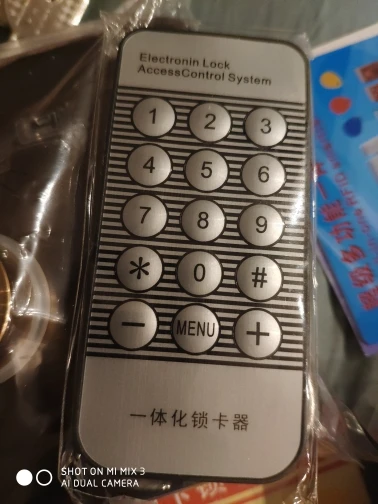 Electronin Lock
AccessControl System
1 2 3
4 5 6
7 8 9
* 0 #
− MENU +
一体化锁卡器
SHOT ON MI MIX 3
AI DUAL CAMERA